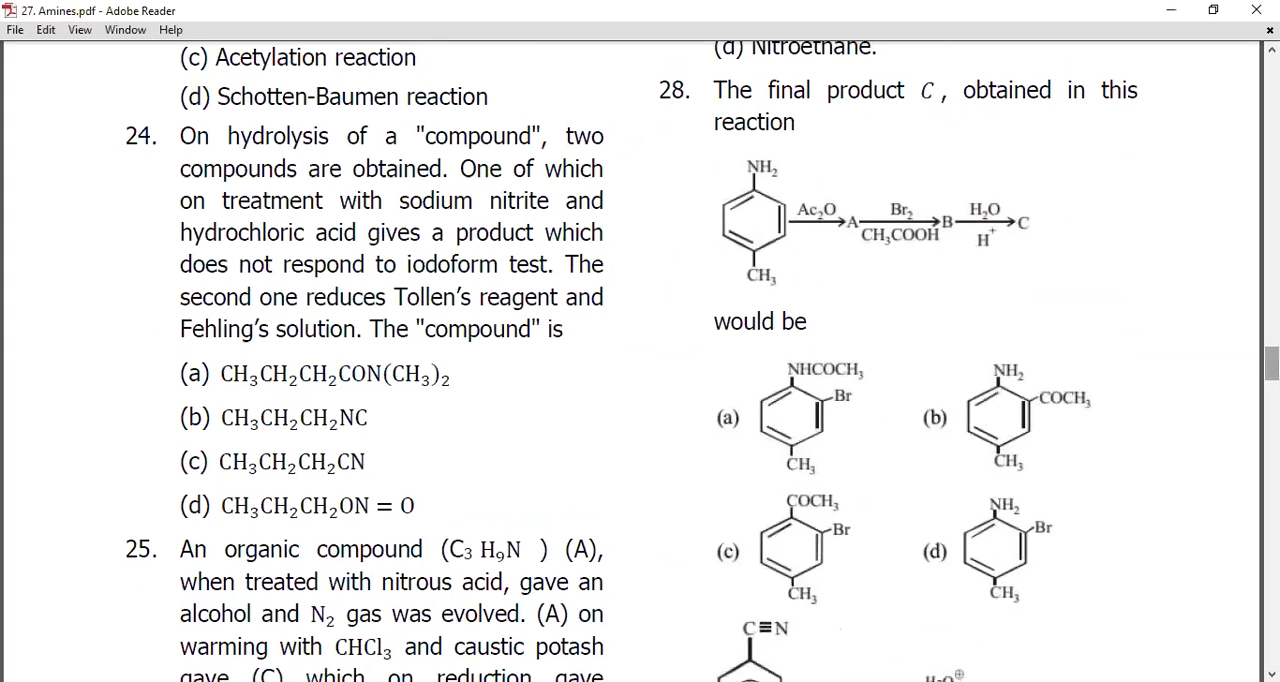 27. Amines.pdf - Adobe Reader
File Edit View Window Help
(c) Acetylation reaction
(d) Schotten-Baumen reaction
24. On hydrolysis of a "compound", two
compounds are obtained. One of which
on treatment with sodium nitrite and
hydrochloric acid gives a product which
does not respond to iodoform test. The
second one reduces Tollen's reagent and
Fehling's solution. The "compound" is
(a) CH₃CH₂CH₂CON(CH₃)₂
(b) CH₃CH₂CH₂NC
(c) CH₃CH₂CH₂CN
(d) CH₃CH₂CH₂ON = O
25. An organic compound (C₃ H₉N ) (A),
when treated with nitrous acid, gave an
alcohol and N₂ gas was evolved. (A) on
warming with CHCl₃ and caustic potash
gave (C) which on reduction gave
(d) Nitroethane.
28. The final product C, obtained in this
reaction
NH₂
Ac₂O Br₂ H₂O
A B C
CH₃COOH H⁺
CH₃
would be
NHCOCH₃ NH₂
Br COCH₃
(a) (b)
CH₃ CH₃
COCH₃ NH₂
Br Br
(c) (d)
CH₃ CH₃
C≡N
H₂O⊕